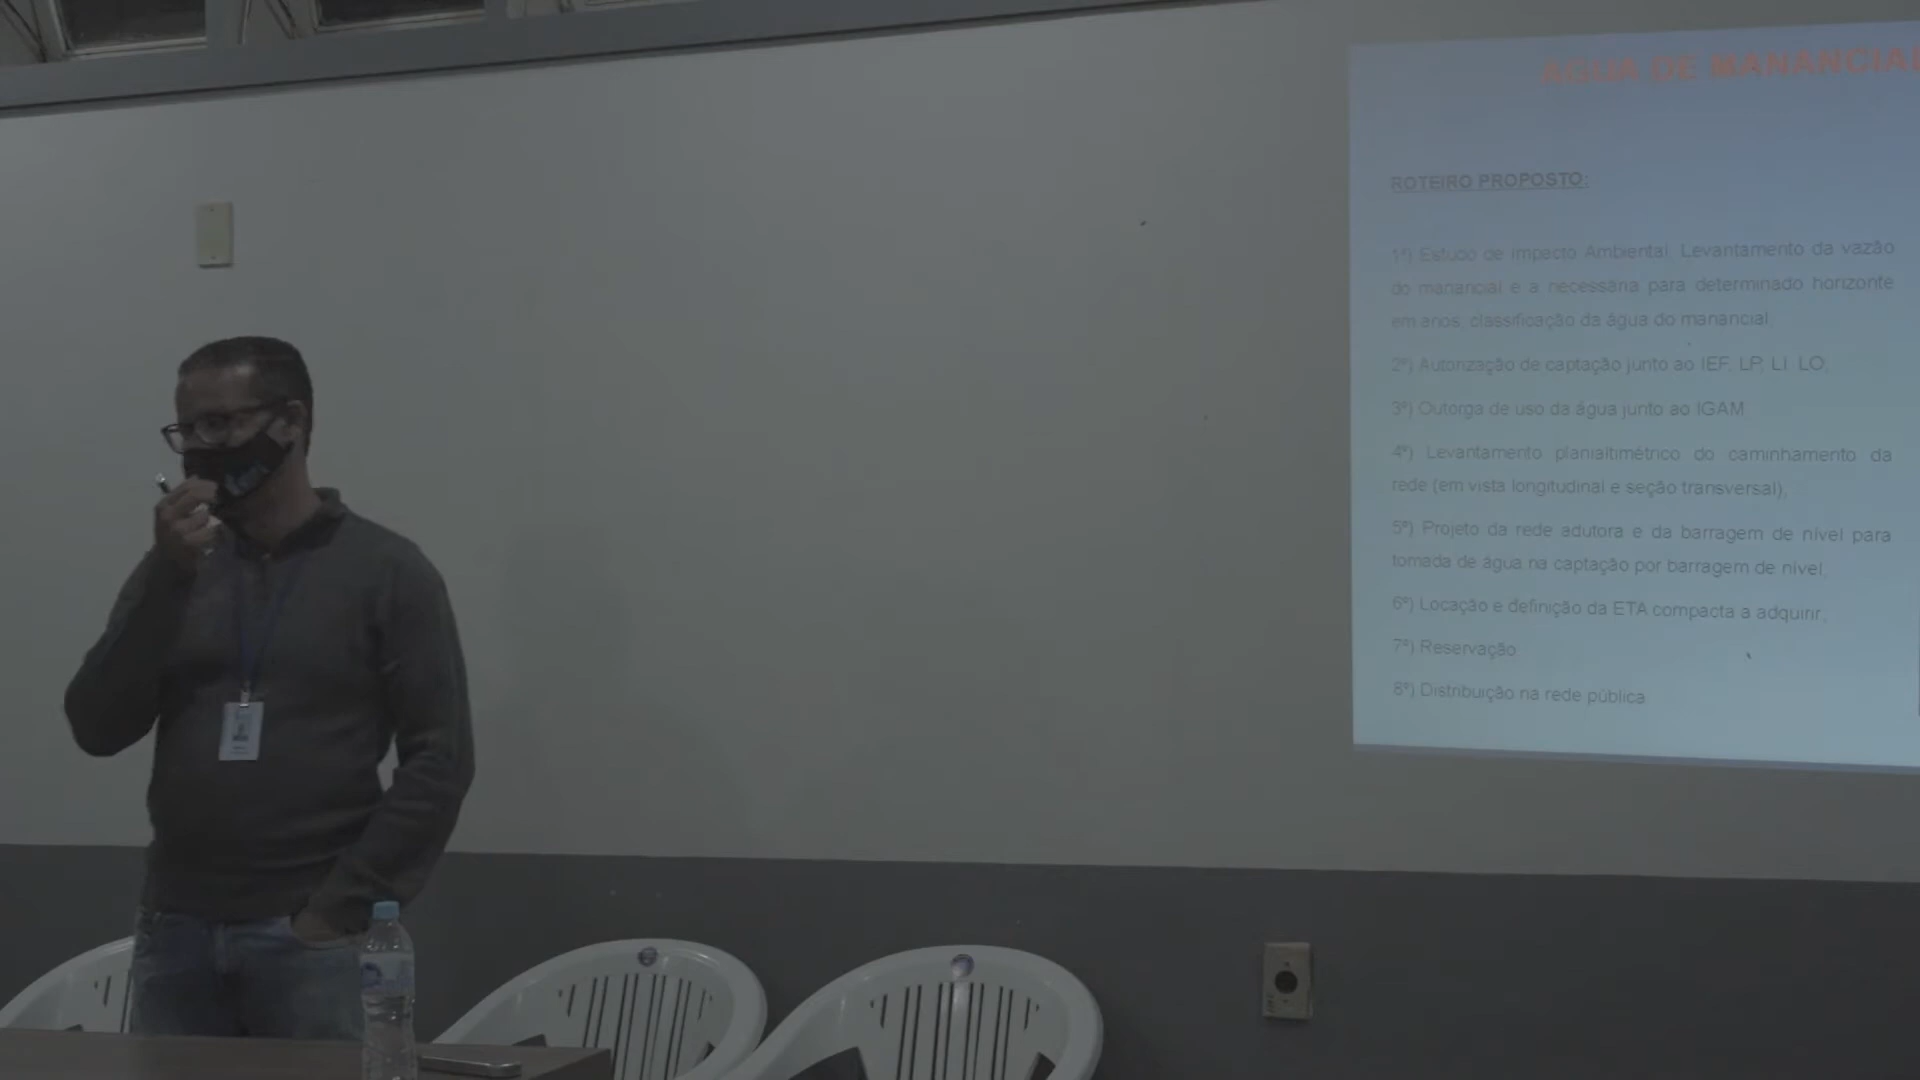 ÁGUA DE MANANCIAL
ROTEIRO PROPOSTO:
1º) Estudo de impacto Ambiental. Levantamento da vazão
do manancial e a necessária para determinado horizonte
em anos, classificação da água do manancial;
2º) Autorização de captação junto ao IEF, LP, LI, LO;
3º) Outorga de uso da água junto ao IGAM
4º) Levantamento planialtimétrico do caminhamento da
rede (em vista longitudinal e seção transversal);
5º) Projeto da rede adutora e da barragem de nível para
tomada de água na captação por barragem de nível;
6º) Locação e definição da ETA compacta a adquirir;
7º) Reservação
8º) Distribuição na rede pública